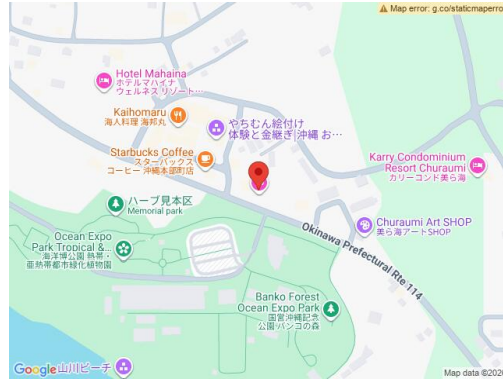 Map error: g.co/staticmaperro
Hotel Mahaina
ホテルマハイナ
ウェルネス リゾート…
Kaihomaru
海人料理 海邦丸
やちむん絵付け
体験と金継ぎ|沖縄 お…
Starbucks Coffee
スターバックス
コーヒー 沖縄本部町店
Karry Condominium
Resort Churaumi
カリーコンド美ら海
ハーブ見本区
Memorial park
Churaumi Art SHOP
美ら海アートSHOP
Ocean Expo
Park Tropical &...
海洋博公園 熱帯・
亜熱帯都市緑化植物園
Okinawa Prefectural Rte 114
Banko Forest
Ocean Expo Park
国営沖縄記念
公園 バンコの森
Google
山川ビーチ
Map data ©202